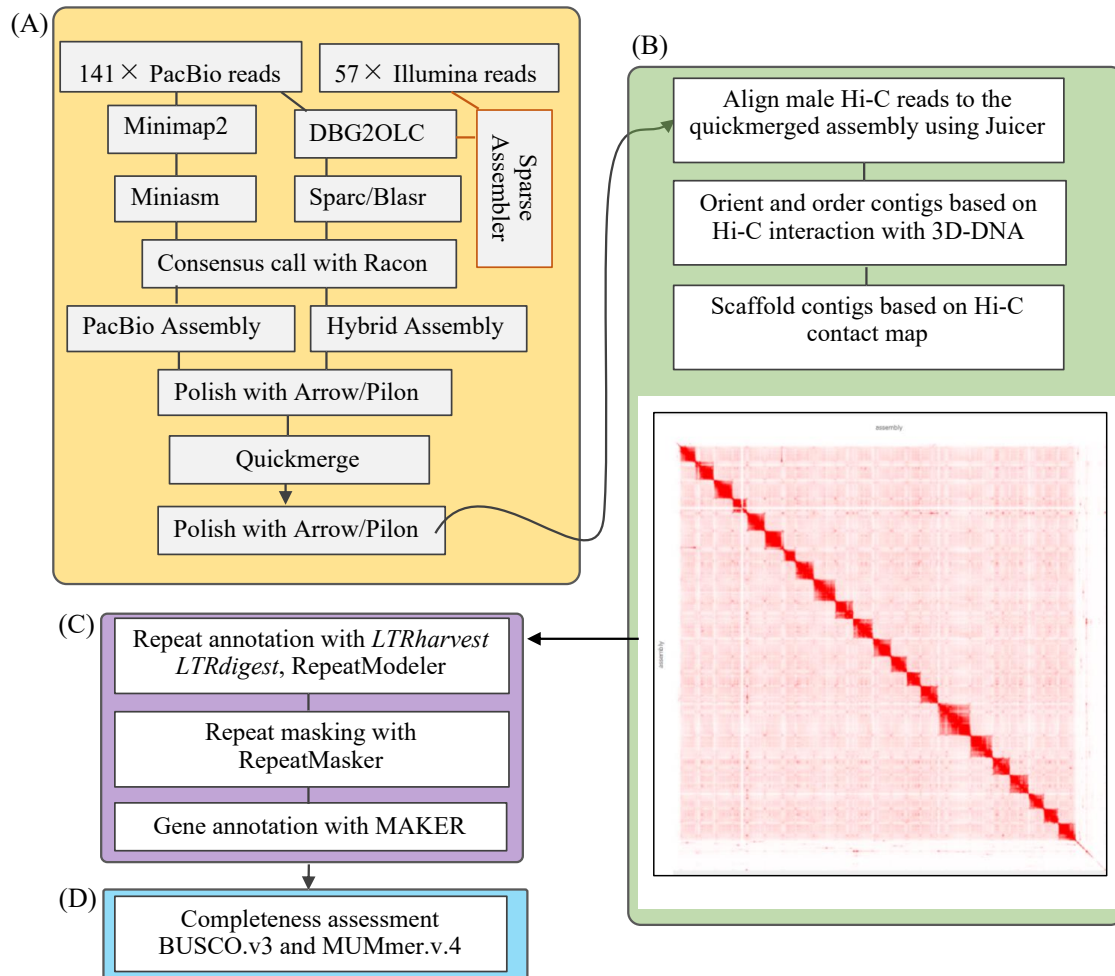 (A)
141× PacBio reads
57× Illumina reads
Minimap2
DBG2OLC
Sparse
Assembler
Miniasm
Sparc/Blasr
Consensus call with Racon
PacBio Assembly
Hybrid Assembly
Polish with Arrow/Pilon
Quickmerge
Polish with Arrow/Pilon
(B)
Align male Hi-C reads to the
quickmerged assembly using Juicer
Orient and order contigs based on
Hi-C interaction with 3D-DNA
Scaffold contigs based on Hi-C
contact map
assembly
assembly
(C)
Repeat annotation with LTRharvest
LTRdigest, RepeatModeler
Repeat masking with
RepeatMasker
Gene annotation with MAKER
(D)
Completeness assessment
BUSCO.v3 and MUMmer.v.4